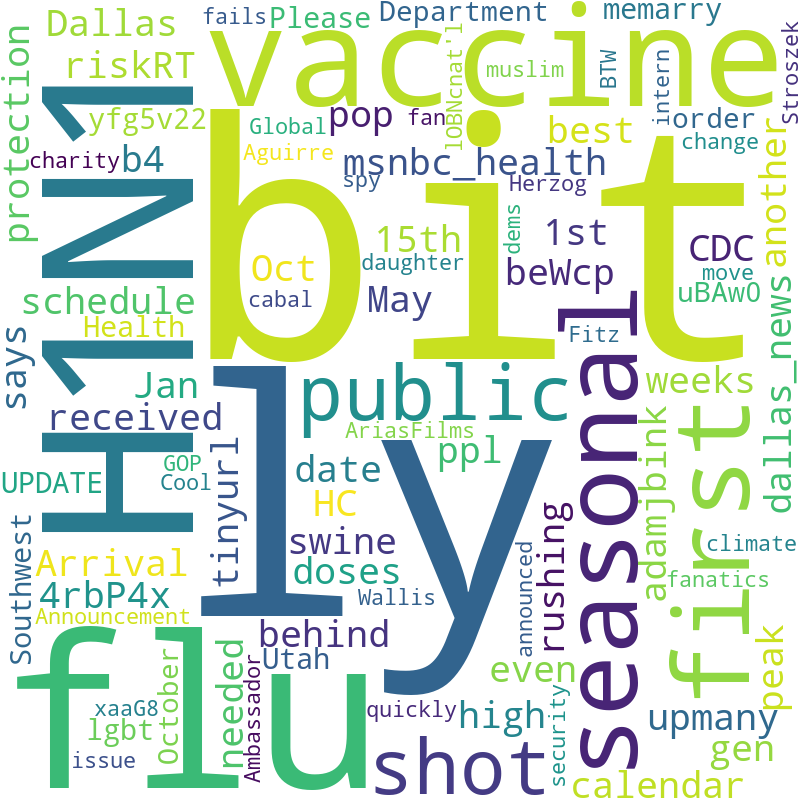 fails
Please
Department
memarry
Dallas
vaccine
riskRT
lOBNcnat'l
muslim
BTW
intern
Stroszek
protection
H1N1
yfg5v22
Global
pop
fan
best
order
change
another
charity
b4
Aguirre
msnbc_health
spy
Herzog
bit
Oct
15th
daughter
dems
1st
CDC
move
cabal
May
beWcp
uBAw0
schedule
Health
says
Fitz
seasonal
dallas_news
Jan
received
ly
public
AriasFilms
weeks
first
UPDATE
GOP
Cool
tinyurl
date
ppl
HC
adamjbink
Southwest
Arrival
swine
rushing
climate
4rbP4x
doses
Wallis
announced
fanatics
Announcement
flu
behind
Utah
needed
Ambassador
even
peak
October
xaaG8
lgbt
quickly
high
security
upmany
issue
shot
gen
calendar